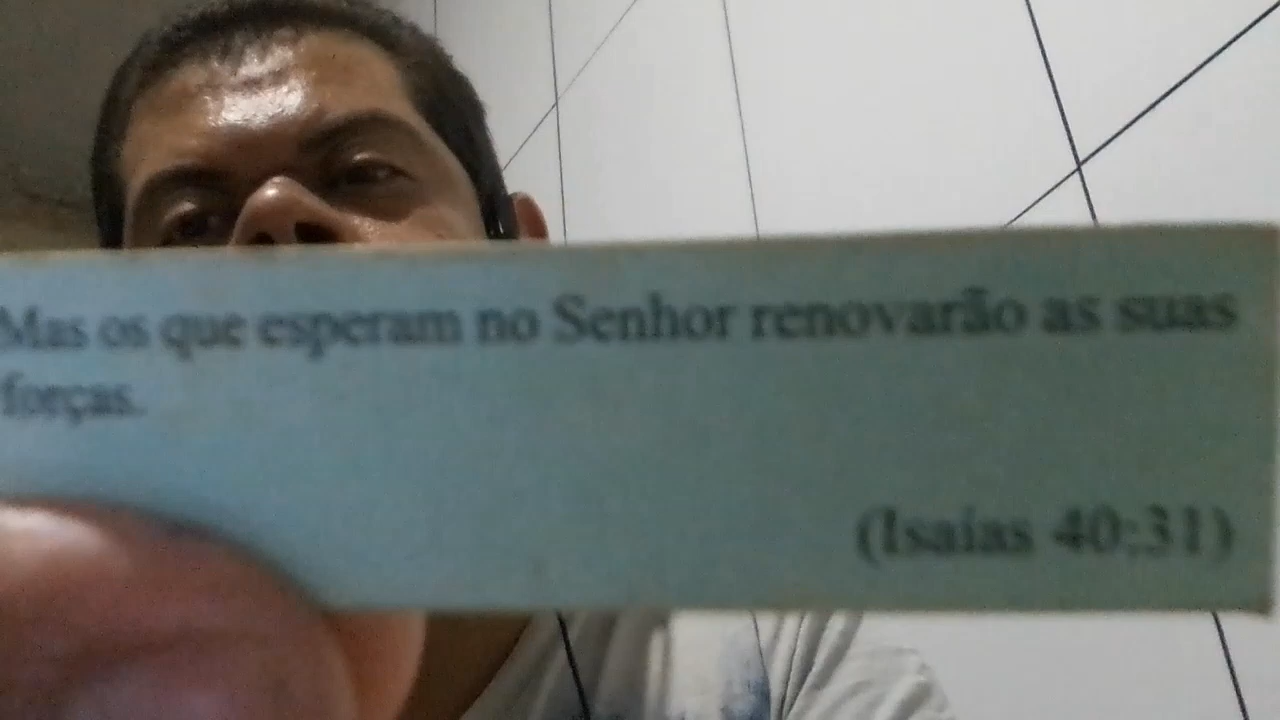 Mas os que esperam no Senhor renovarão as suas
forças.
(Isaías 40:31)